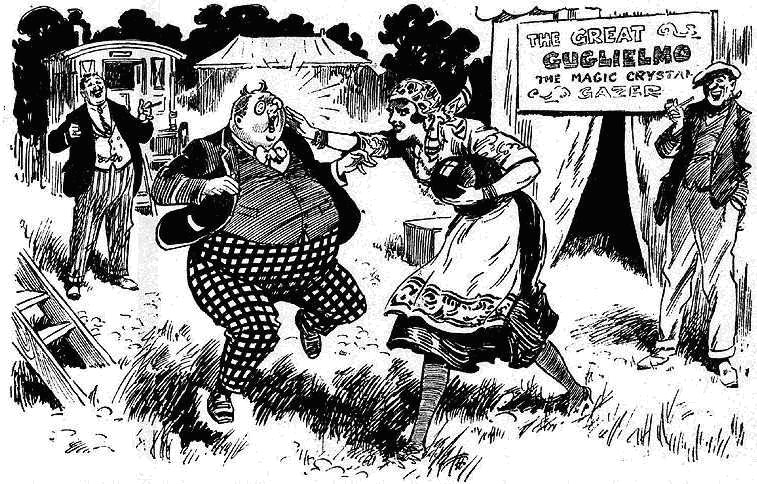 THE GREAT
GUGLIELMO
THE MAGIC CRYSTAL
GAZER